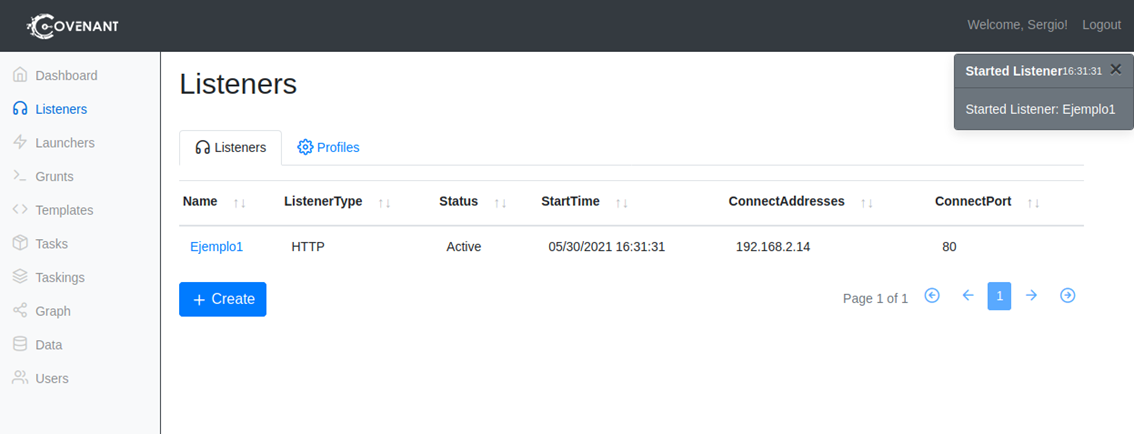 COVENANT
Welcome, Sergio! Logout
Dashboard
Listeners
Launchers
Grunts
Templates
Tasks
Taskings
Graph
Data
Users
Listeners
Started Listener 16:31:31
Started Listener: Ejemplo1
Listeners Profiles
Name ListenerType Status StartTime ConnectAddresses ConnectPort
Ejemplo1 HTTP Active 05/30/2021 16:31:31 192.168.2.14 80
+ Create
Page 1 of 1 1